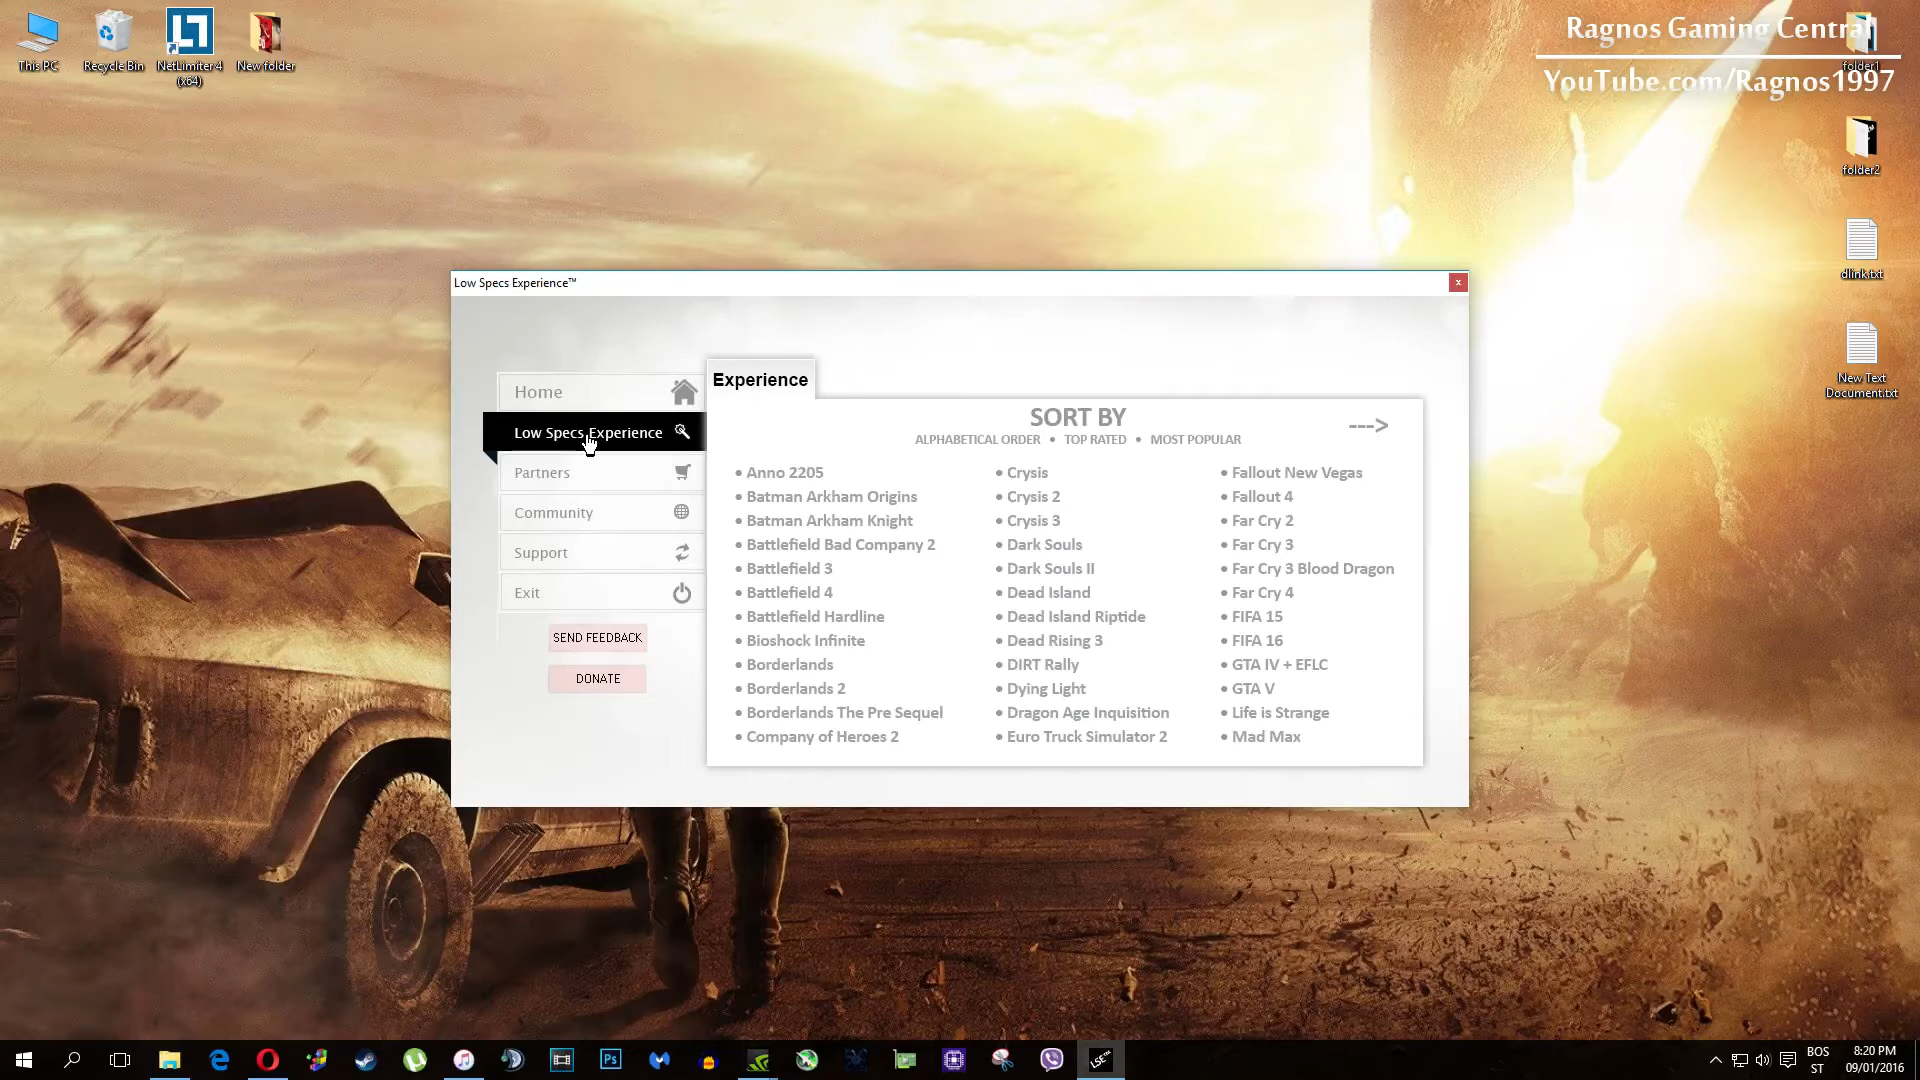 This PC
Recycle Bin
NetLimiter 4
(x64)
New folder
Ragnos Gaming Central
YouTube.com/Ragnos1997
folder1
folder2
dlink.txt
New Text
Document.txt
Low Specs Experience™
x
Home
Low Specs Experience
Partners
Community
Support
Exit
SEND FEEDBACK
DONATE
Experience
SORT BY
--->
ALPHABETICAL ORDER • TOP RATED • MOST POPULAR
• Anno 2205
• Batman Arkham Origins
• Batman Arkham Knight
• Battlefield Bad Company 2
• Battlefield 3
• Battlefield 4
• Battlefield Hardline
• Bioshock Infinite
• Borderlands
• Borderlands 2
• Borderlands The Pre Sequel
• Company of Heroes 2
• Crysis
• Crysis 2
• Crysis 3
• Dark Souls
• Dark Souls II
• Dead Island
• Dead Island Riptide
• Dead Rising 3
• DIRT Rally
• Dying Light
• Dragon Age Inquisition
• Euro Truck Simulator 2
• Fallout New Vegas
• Fallout 4
• Far Cry 2
• Far Cry 3
• Far Cry 3 Blood Dragon
• Far Cry 4
• FIFA 15
• FIFA 16
• GTA IV + EFLC
• GTA V
• Life is Strange
• Mad Max
Ps
LSE
BOS
ST
8:20 PM
09/01/2016